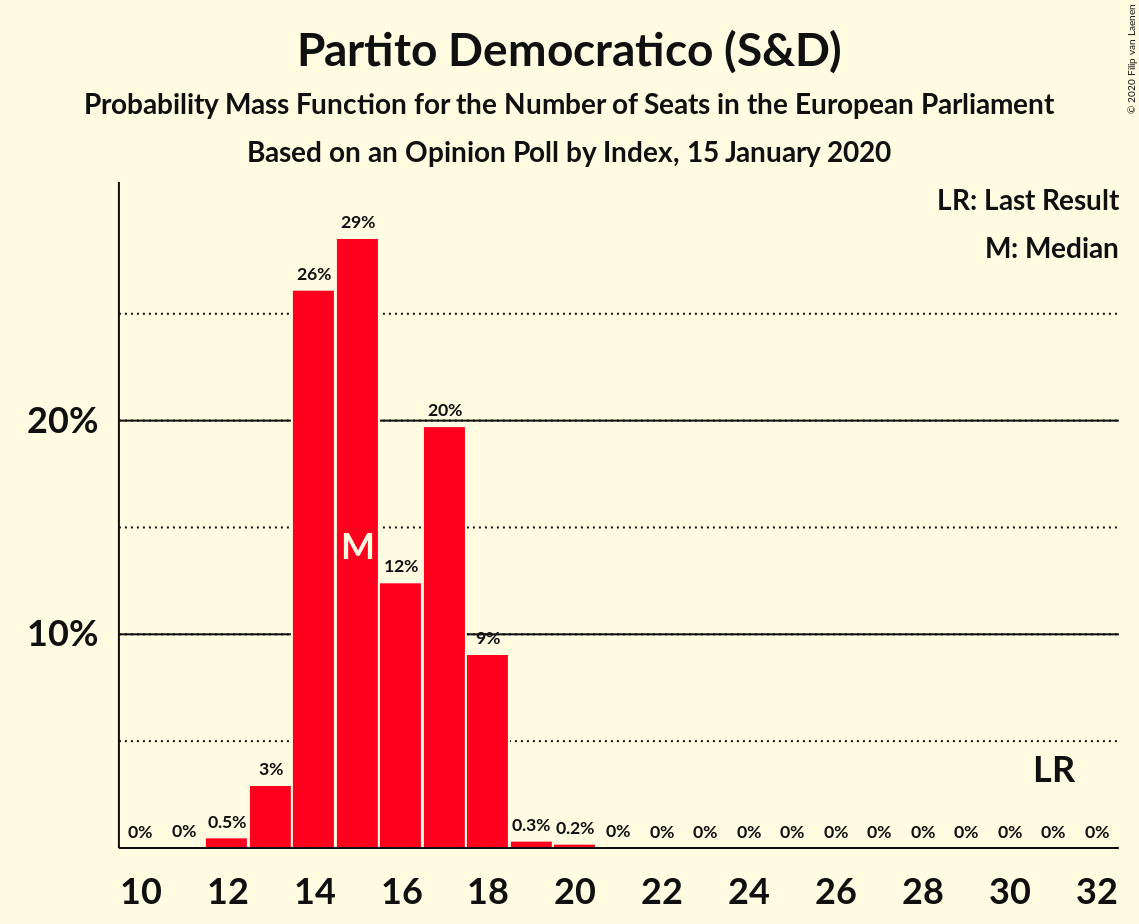 Partito Democratico (S&D)
Probability Mass Function for the Number of Seats in the European Parliament
Based on an Opinion Poll by Index, 15 January 2020
© 2020 Filip van Laenen
LR: Last Result
M: Median
29%
26%
20%
20%
M
12%
10%
9%
LR
3%
0% 0% 0.5% 0.3% 0.2% 0% 0% 0% 0% 0% 0% 0% 0% 0% 0% 0% 0%
10 12 14 16 18 20 22 24 26 28 30 32